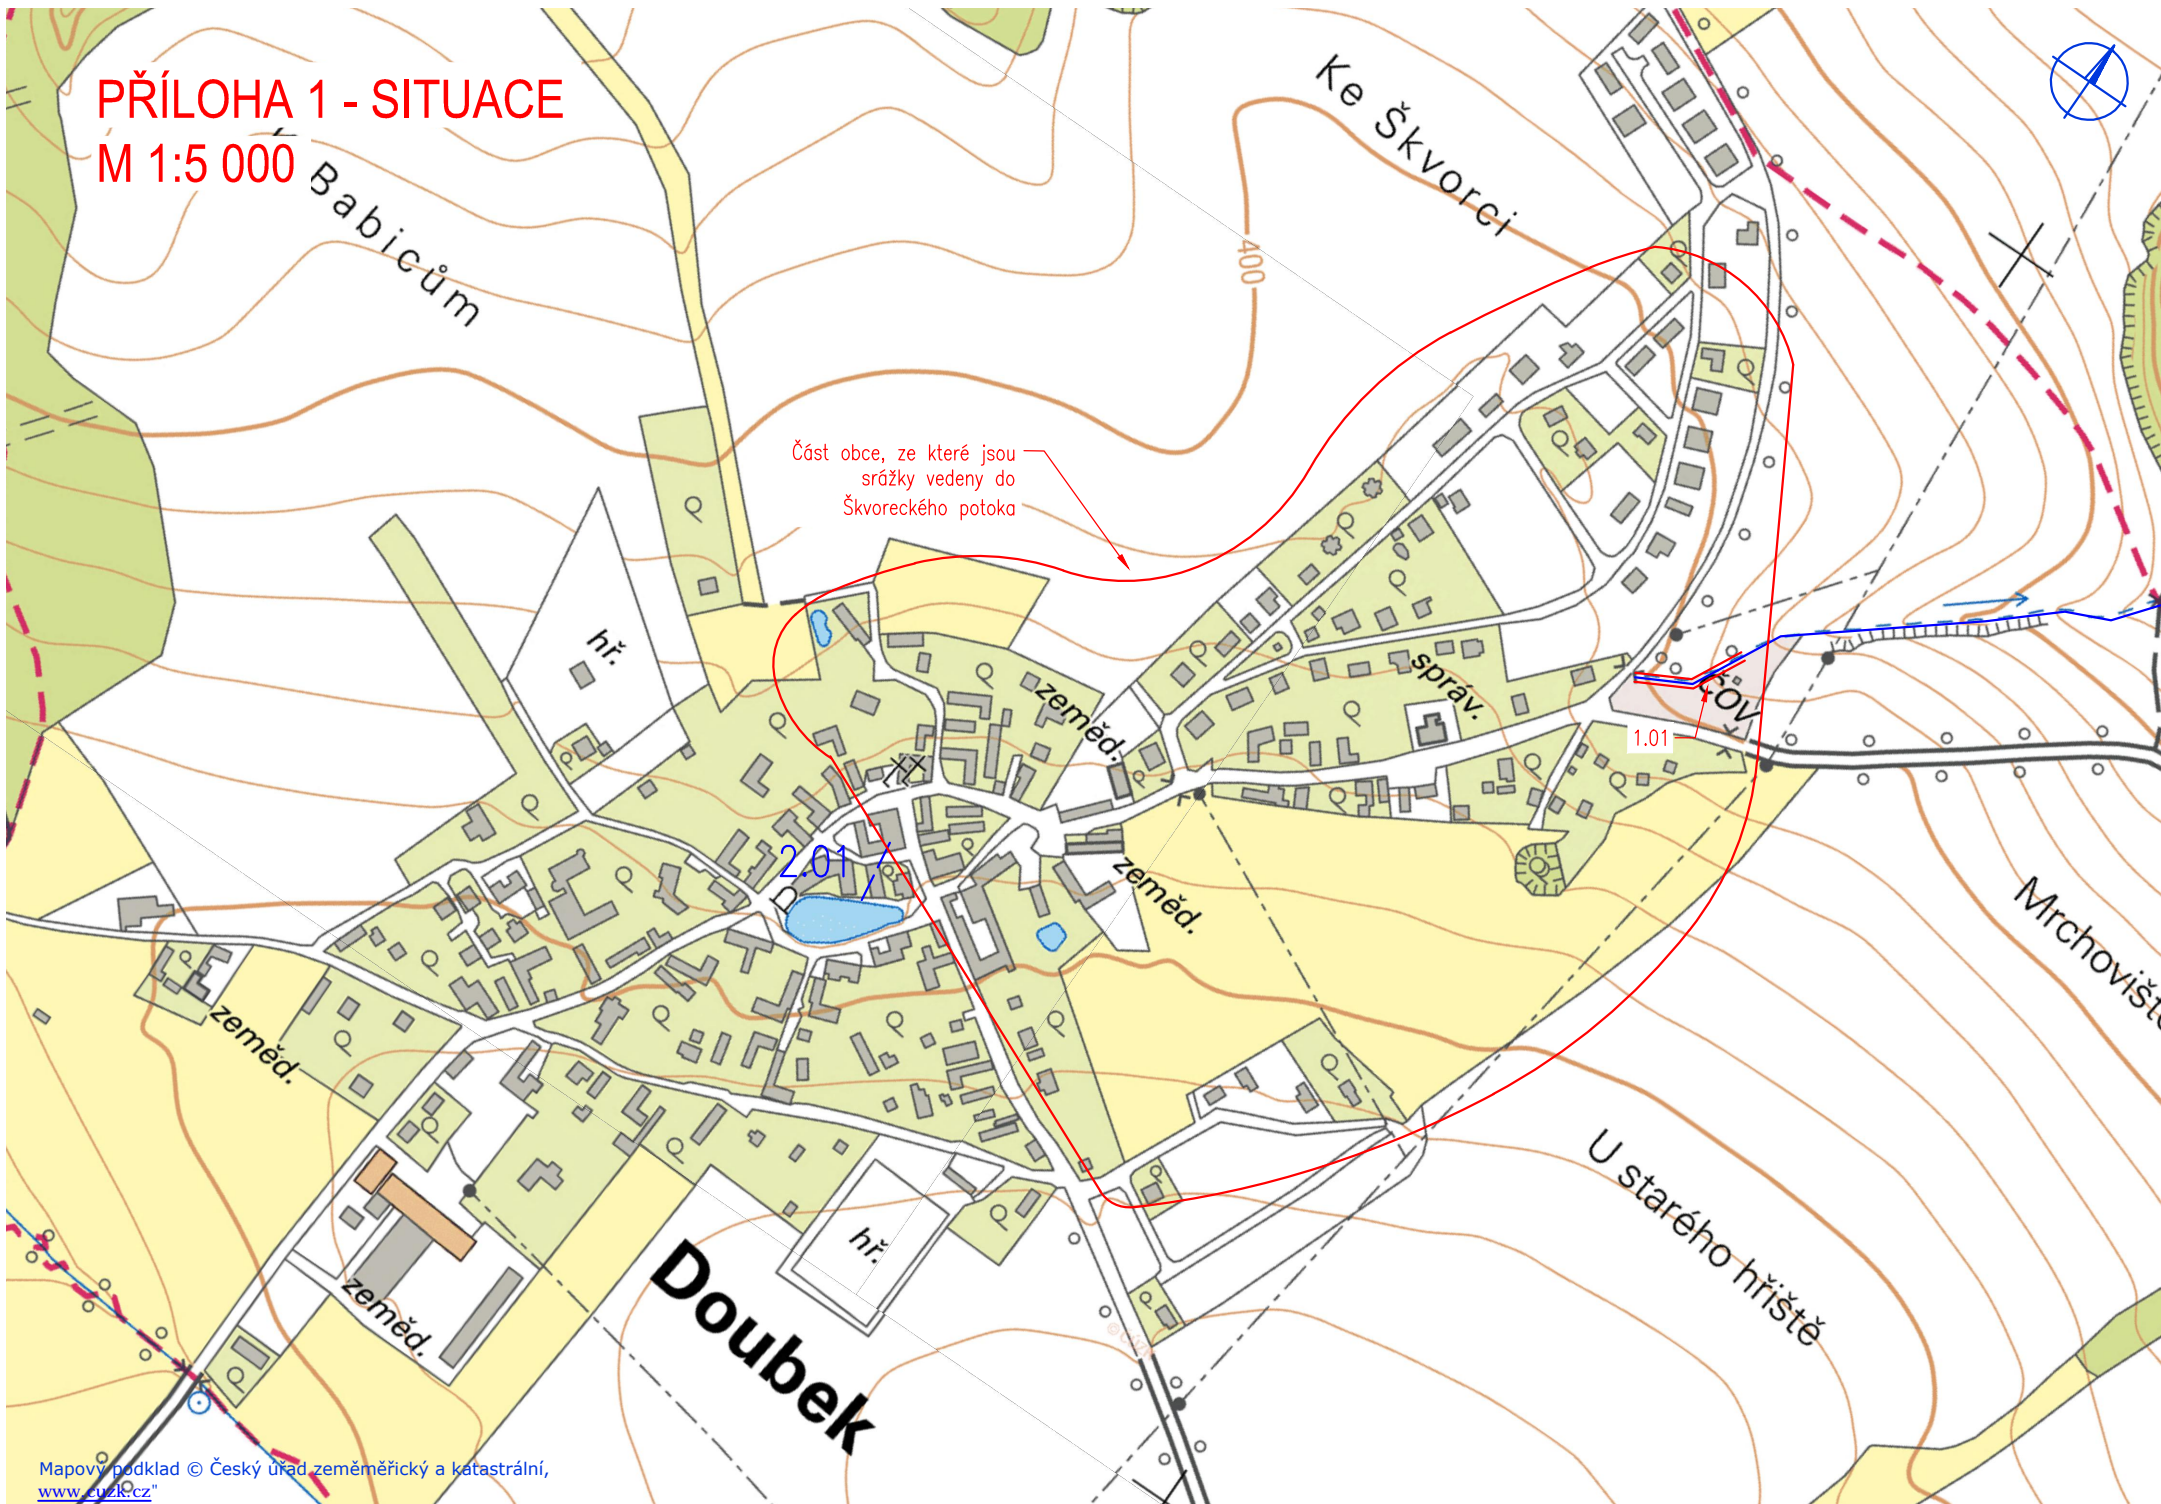 PŘÍLOHA 1 - SITUACE
M 1:5 000
Babicům
Ke Škvorci
400
Část obce, ze které jsou
srážky vedeny do
Škvoreckého potoka
hř.
zeměd.
správ.
ČOV
1.01
2.01
zeměd.
Mrchoviště
zeměd.
U starého hřiště
hř.
zeměd.
Doubek
Mapový podklad © Český úřad zeměměřický a katastrální,
www.cuzk.cz"